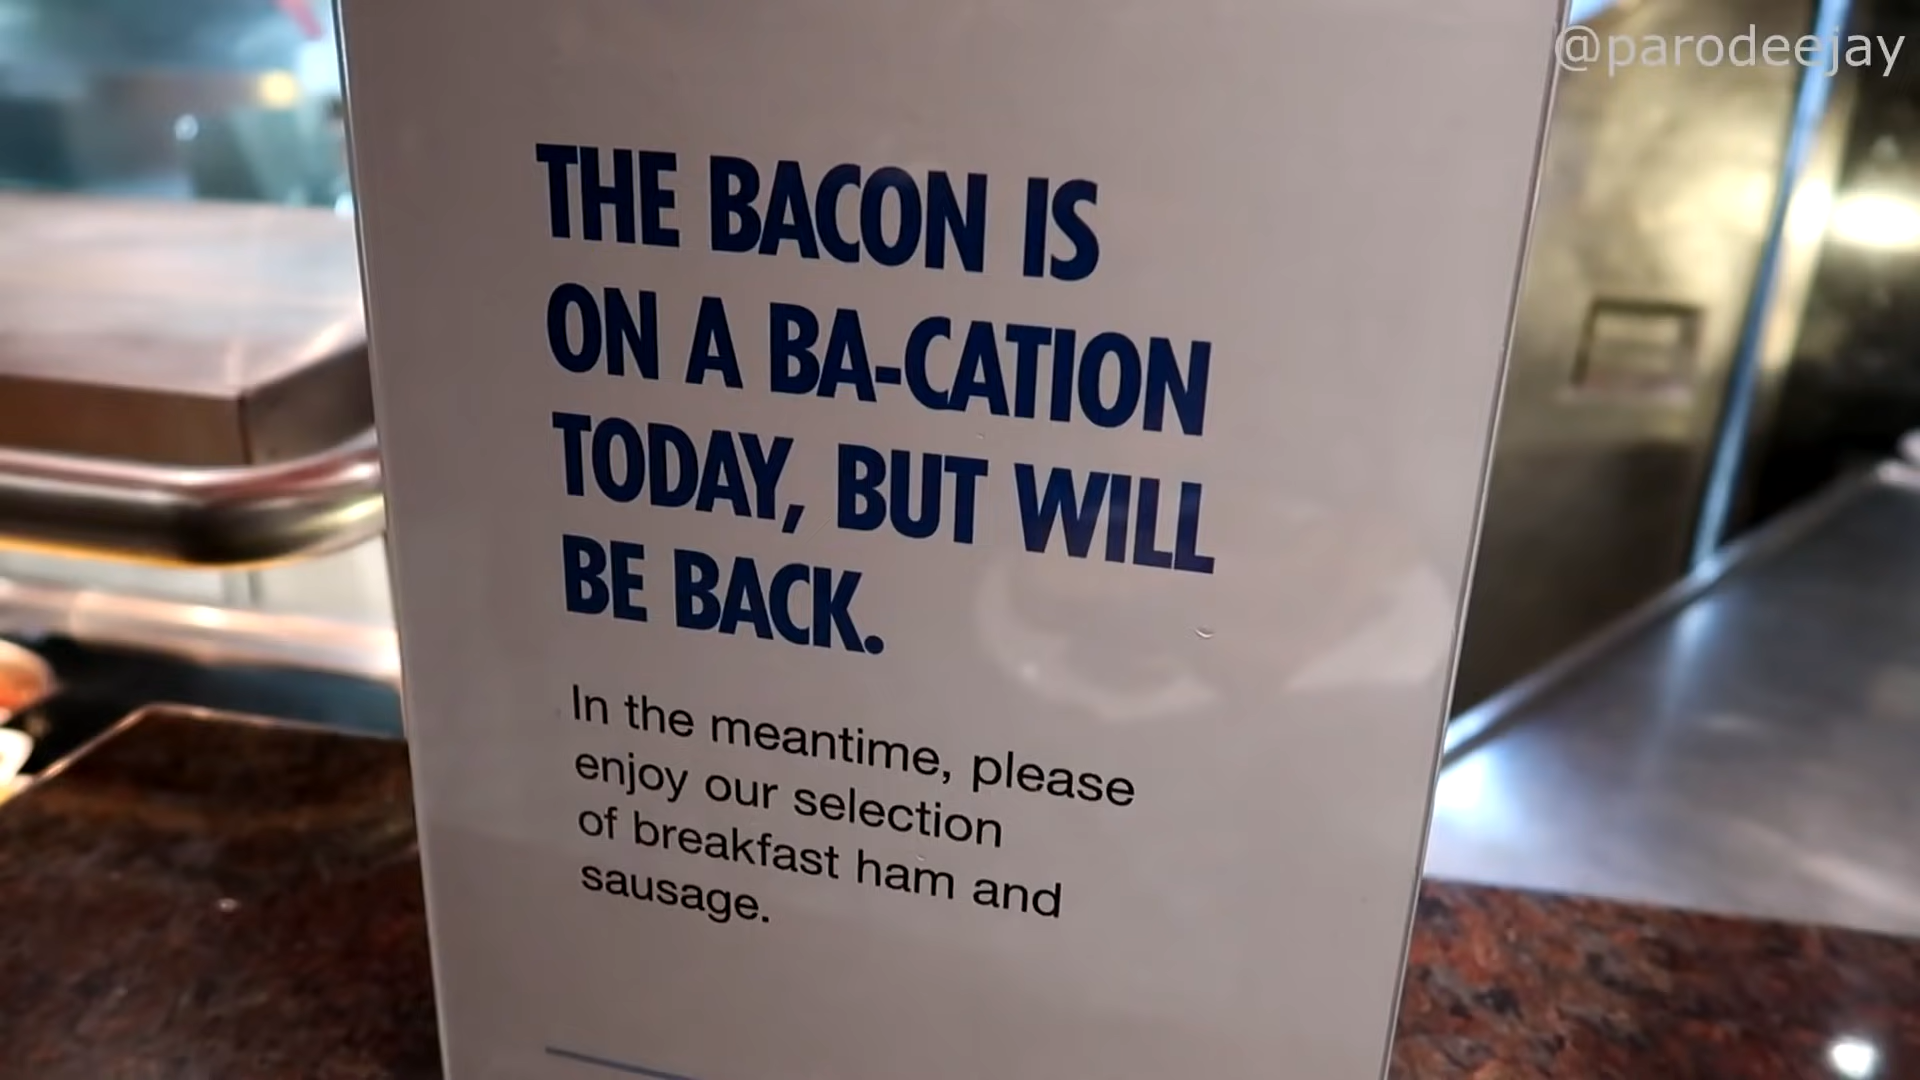 @parodeejay
THE BACON IS
ON A BA-CATION
TODAY, BUT WILL
BE BACK.
In the meantime, please
enjoy our selection
of breakfast ham and
sausage.